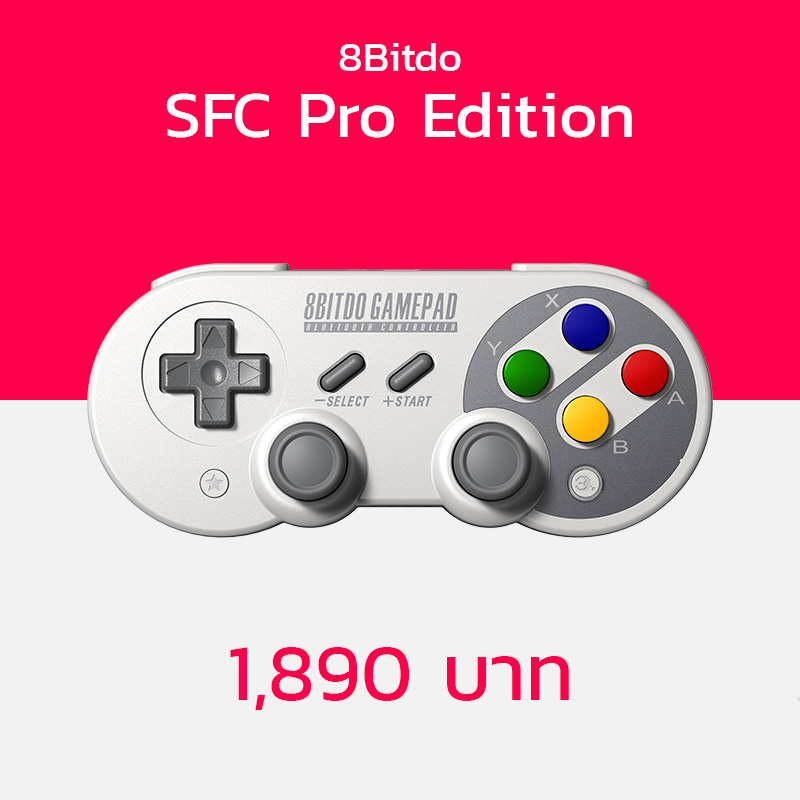 8Bitdo
SFC Pro Edition
8BITDO GAMEPAD
BLUETOOTH CONTROLLER
X
Y
−SELECT
+START
A
B
1,890 บาท